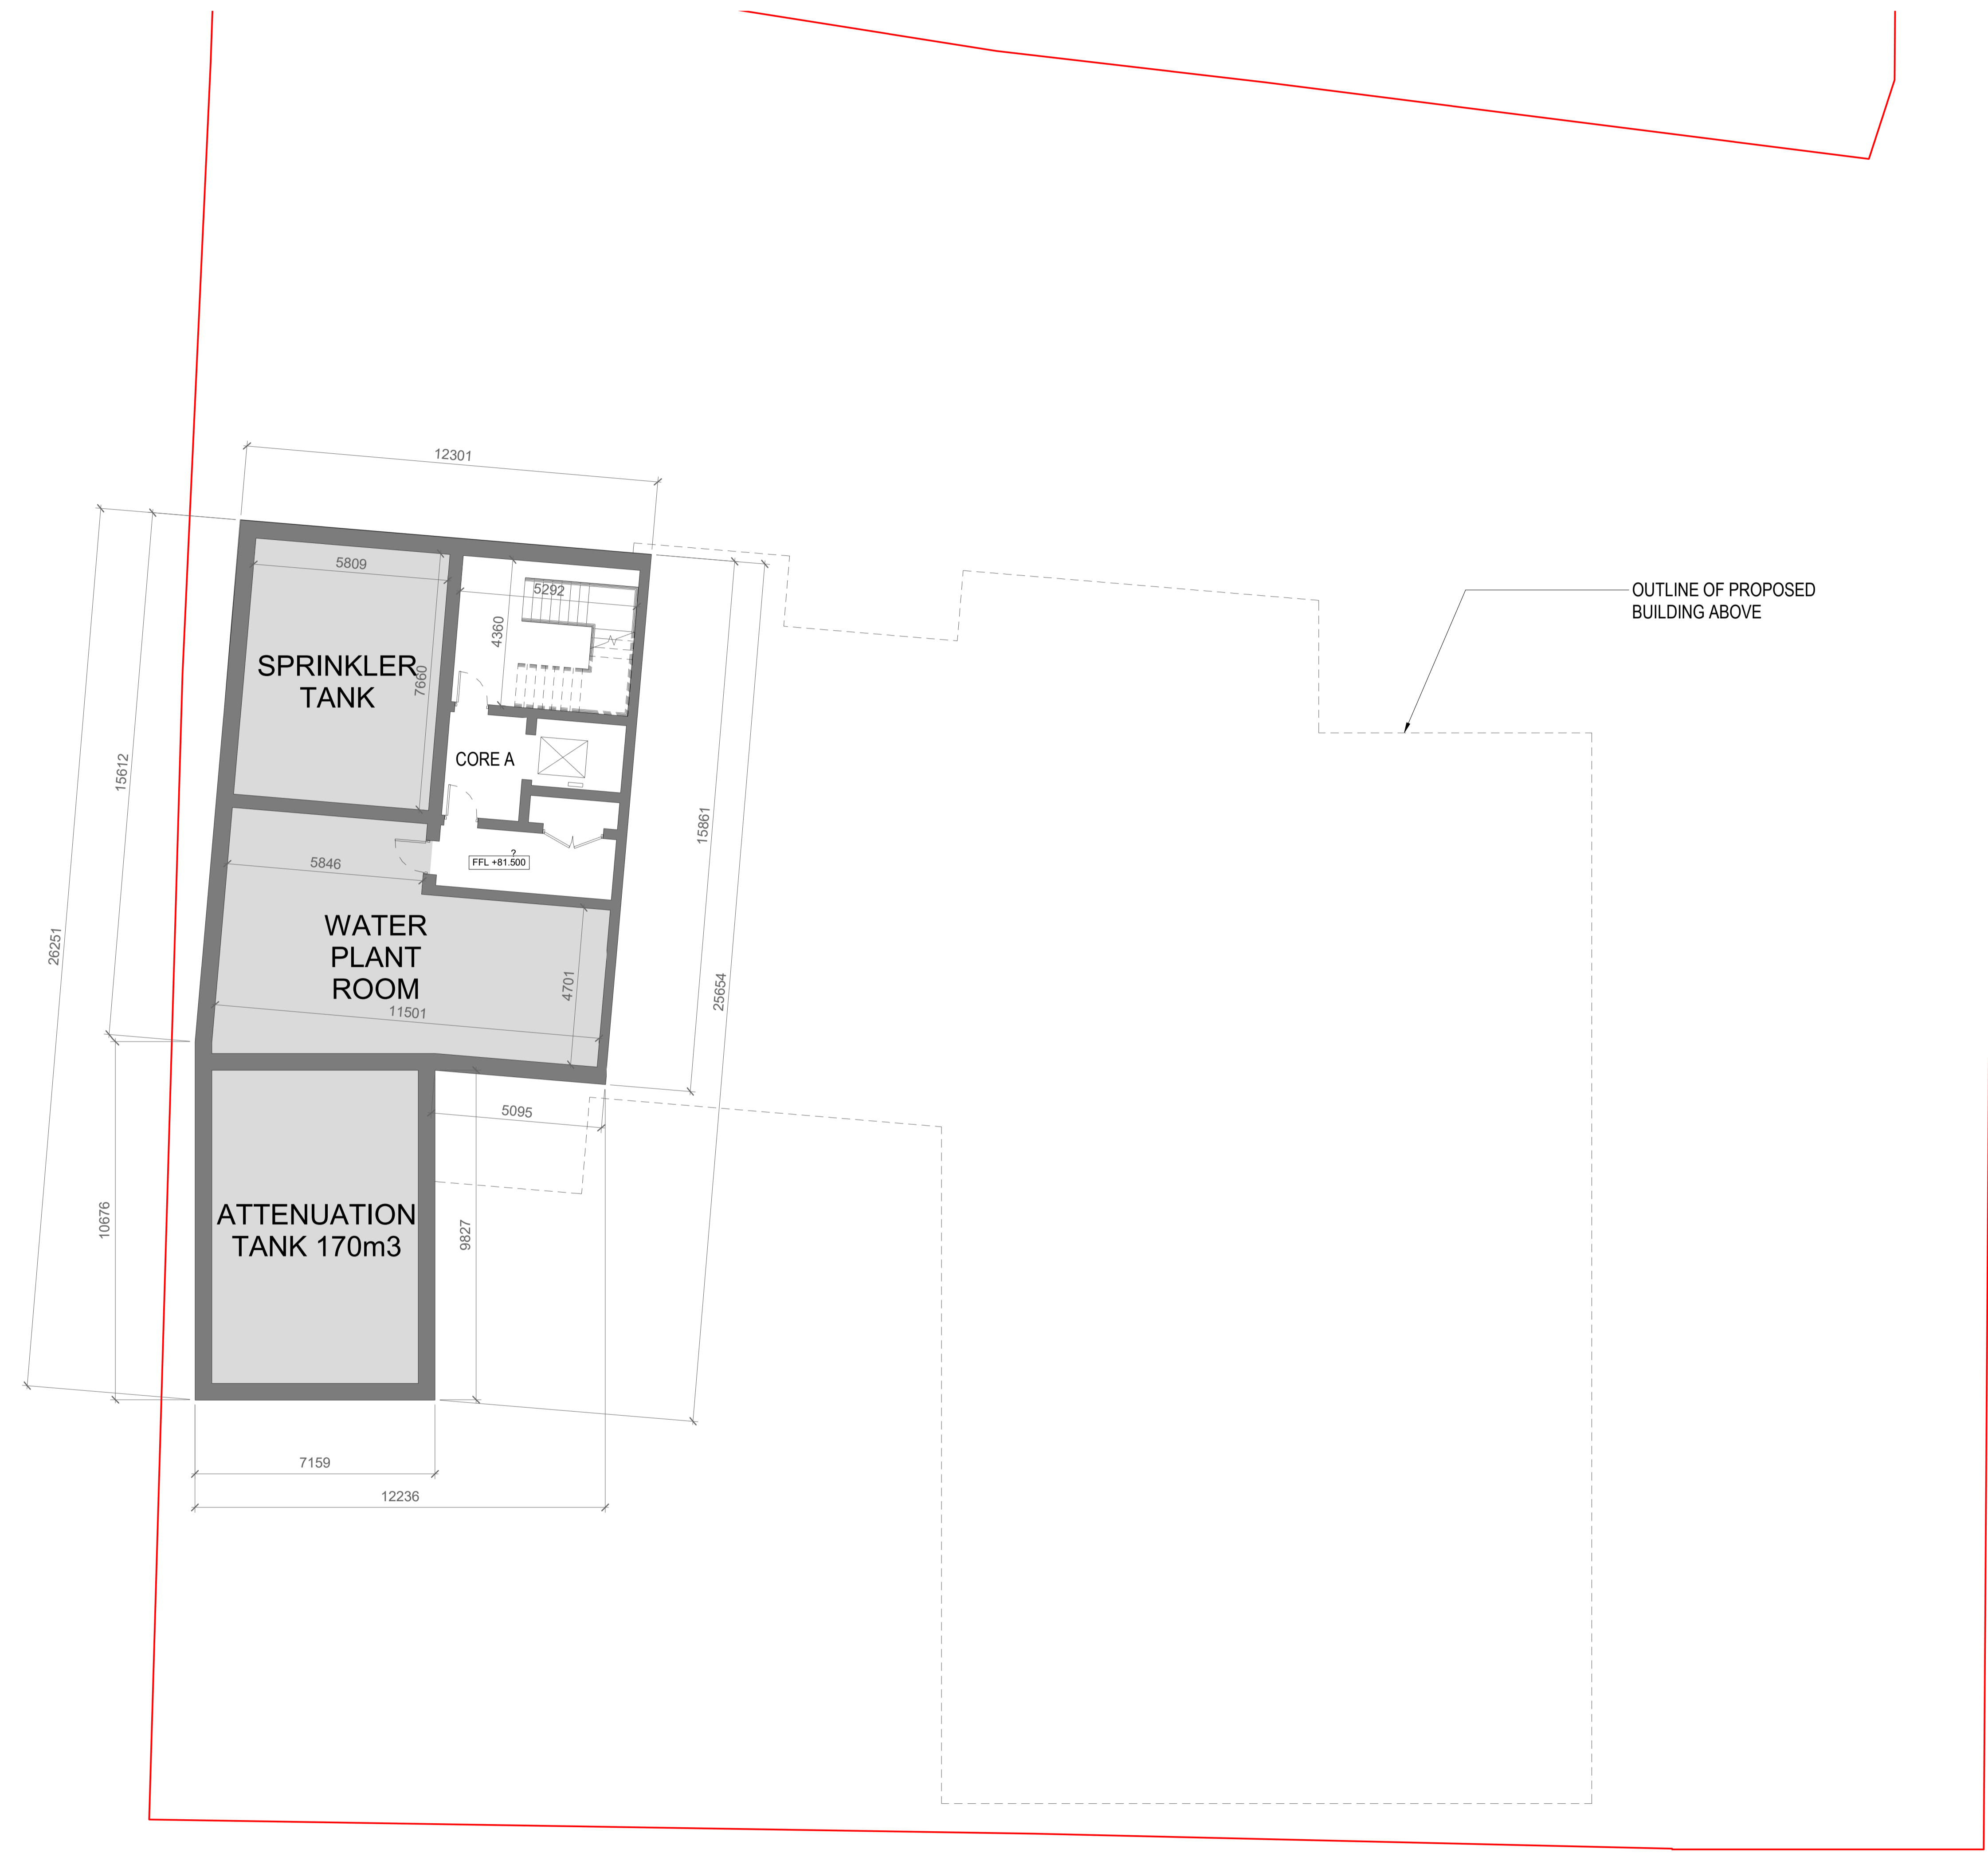 12301
OUTLINE OF PROPOSED
BUILDING ABOVE
5809
5292
4360
SPRINKLER
TANK
7660
CORE A
15612
15861
?
FFL +81.500
5846
WATER
PLANT
ROOM
26251
4701
25654
11501
5095
ATTENUATION
TANK 170m3
10676
9827
7159
12236